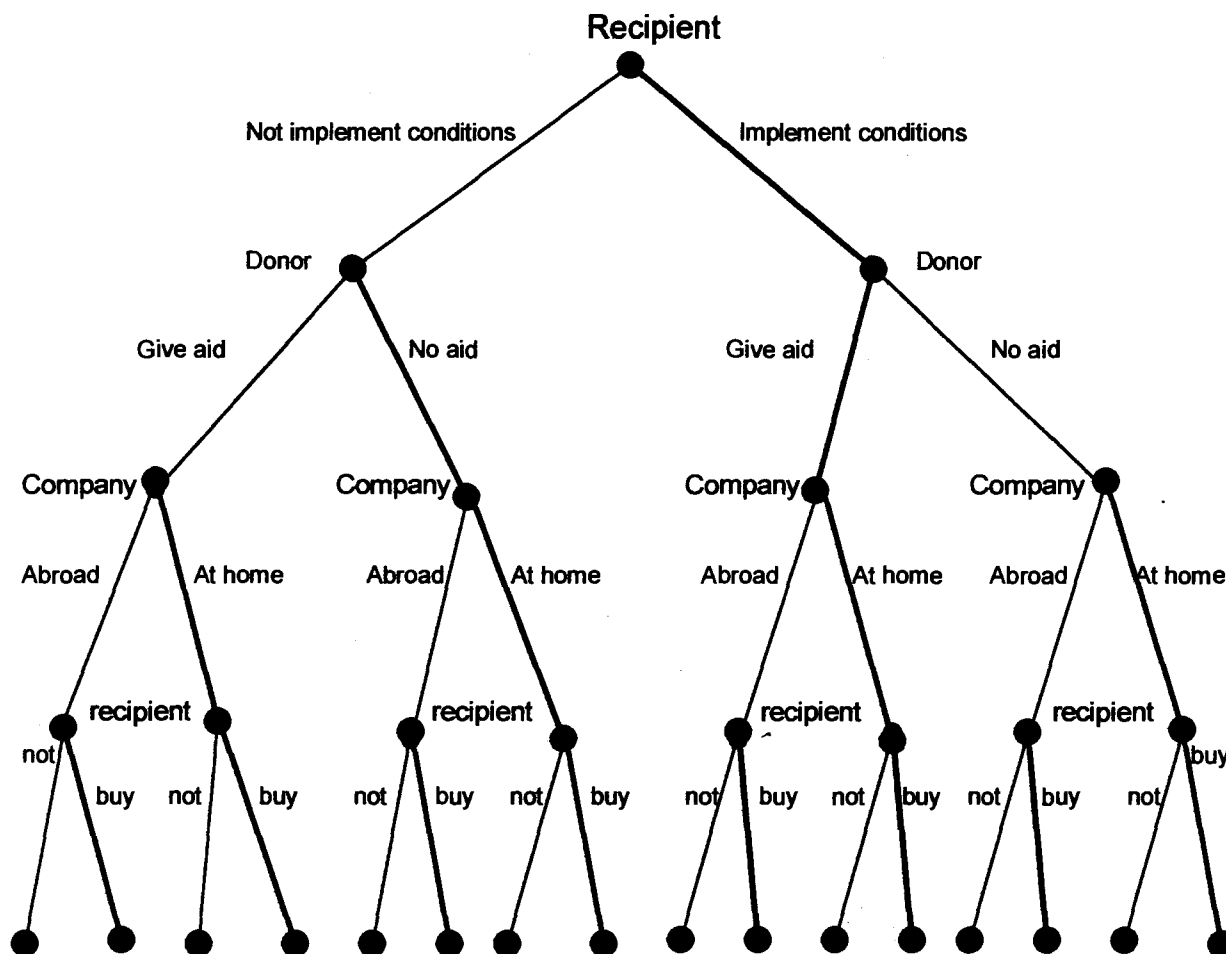 Recipient
Not implement conditions
Implement conditions
Donor
Donor
Give aid
No aid
Give aid
No aid
Company
Company
Company
Company
Abroad
At home
Abroad
At home
Abroad
At home
Abroad
At home
recipient
recipient
recipient
recipient
not
buy
buy
not
buy
not
buy
not
buy
not
buy
not
buy
not
buy
not